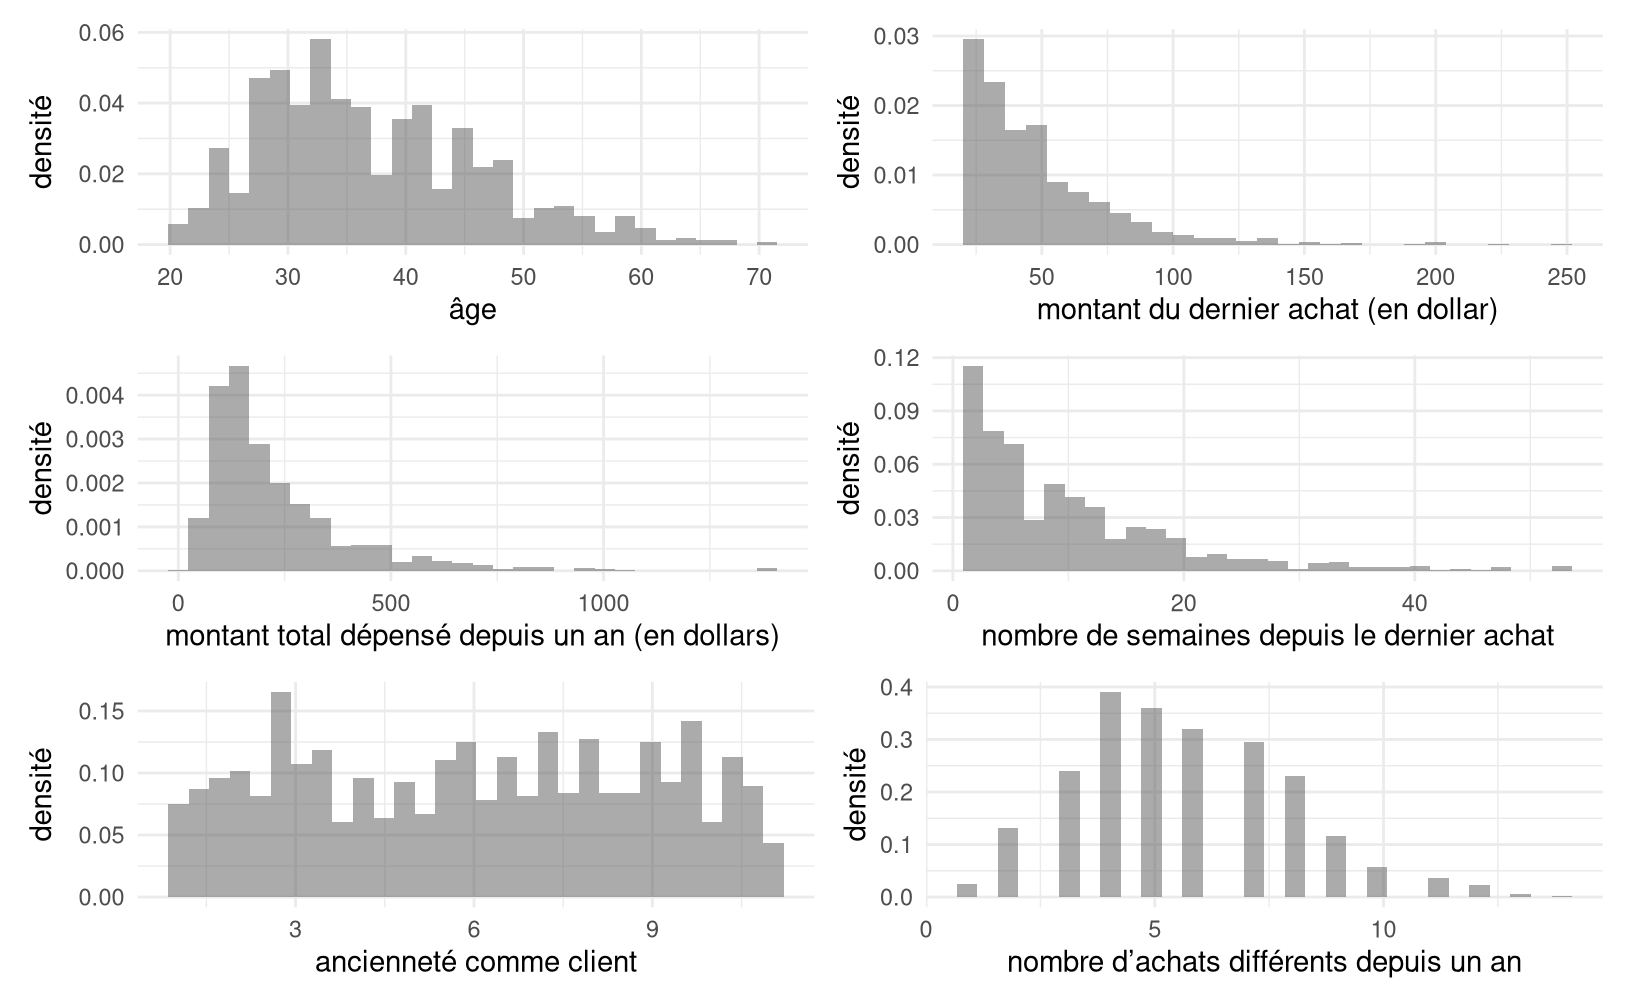 0.06
0.04
0.02
0.00
densité
20 30 40 50 60 70
âge
0.03
0.02
0.01
0.00
densité
50 100 150 200 250
montant du dernier achat (en dollar)
0.004
0.003
0.002
0.001
0.000
densité
0 500 1000
montant total dépensé depuis un an (en dollars)
0.12
0.09
0.06
0.03
0.00
densité
0 20 40
nombre de semaines depuis le dernier achat
0.15
0.10
0.05
0.00
densité
3 6 9
ancienneté comme client
0.4
0.3
0.2
0.1
0.0
densité
0 5 10
nombre d’achats différents depuis un an